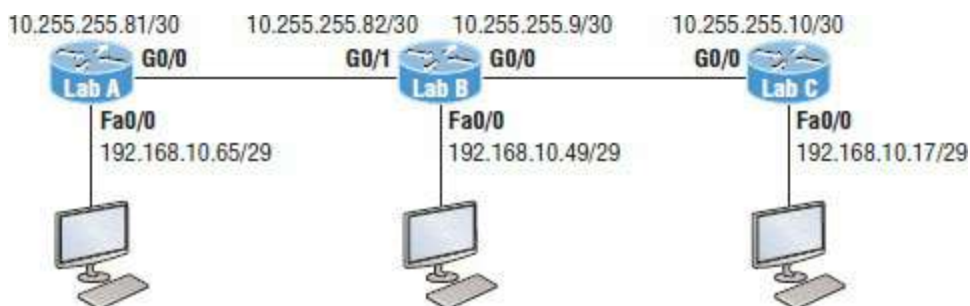 10.255.255.81/30 10.255.255.82/30 10.255.255.9/30 10.255.255.10/30
G0/0 G0/1 G0/0 G0/0
Lab A Lab B Lab C
Fa0/0 Fa0/0 Fa0/0
192.168.10.65/29 192.168.10.49/29 192.168.10.17/29